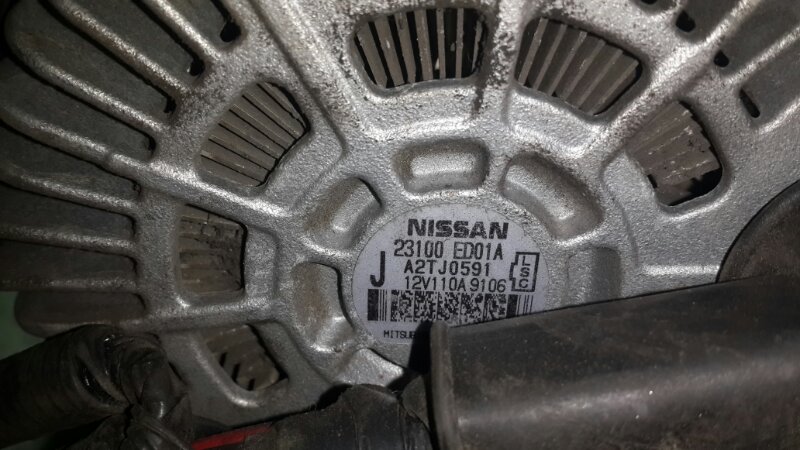 NISSAN
23100 ED01A
J A2TJ0591 LSC
12V110A 9106